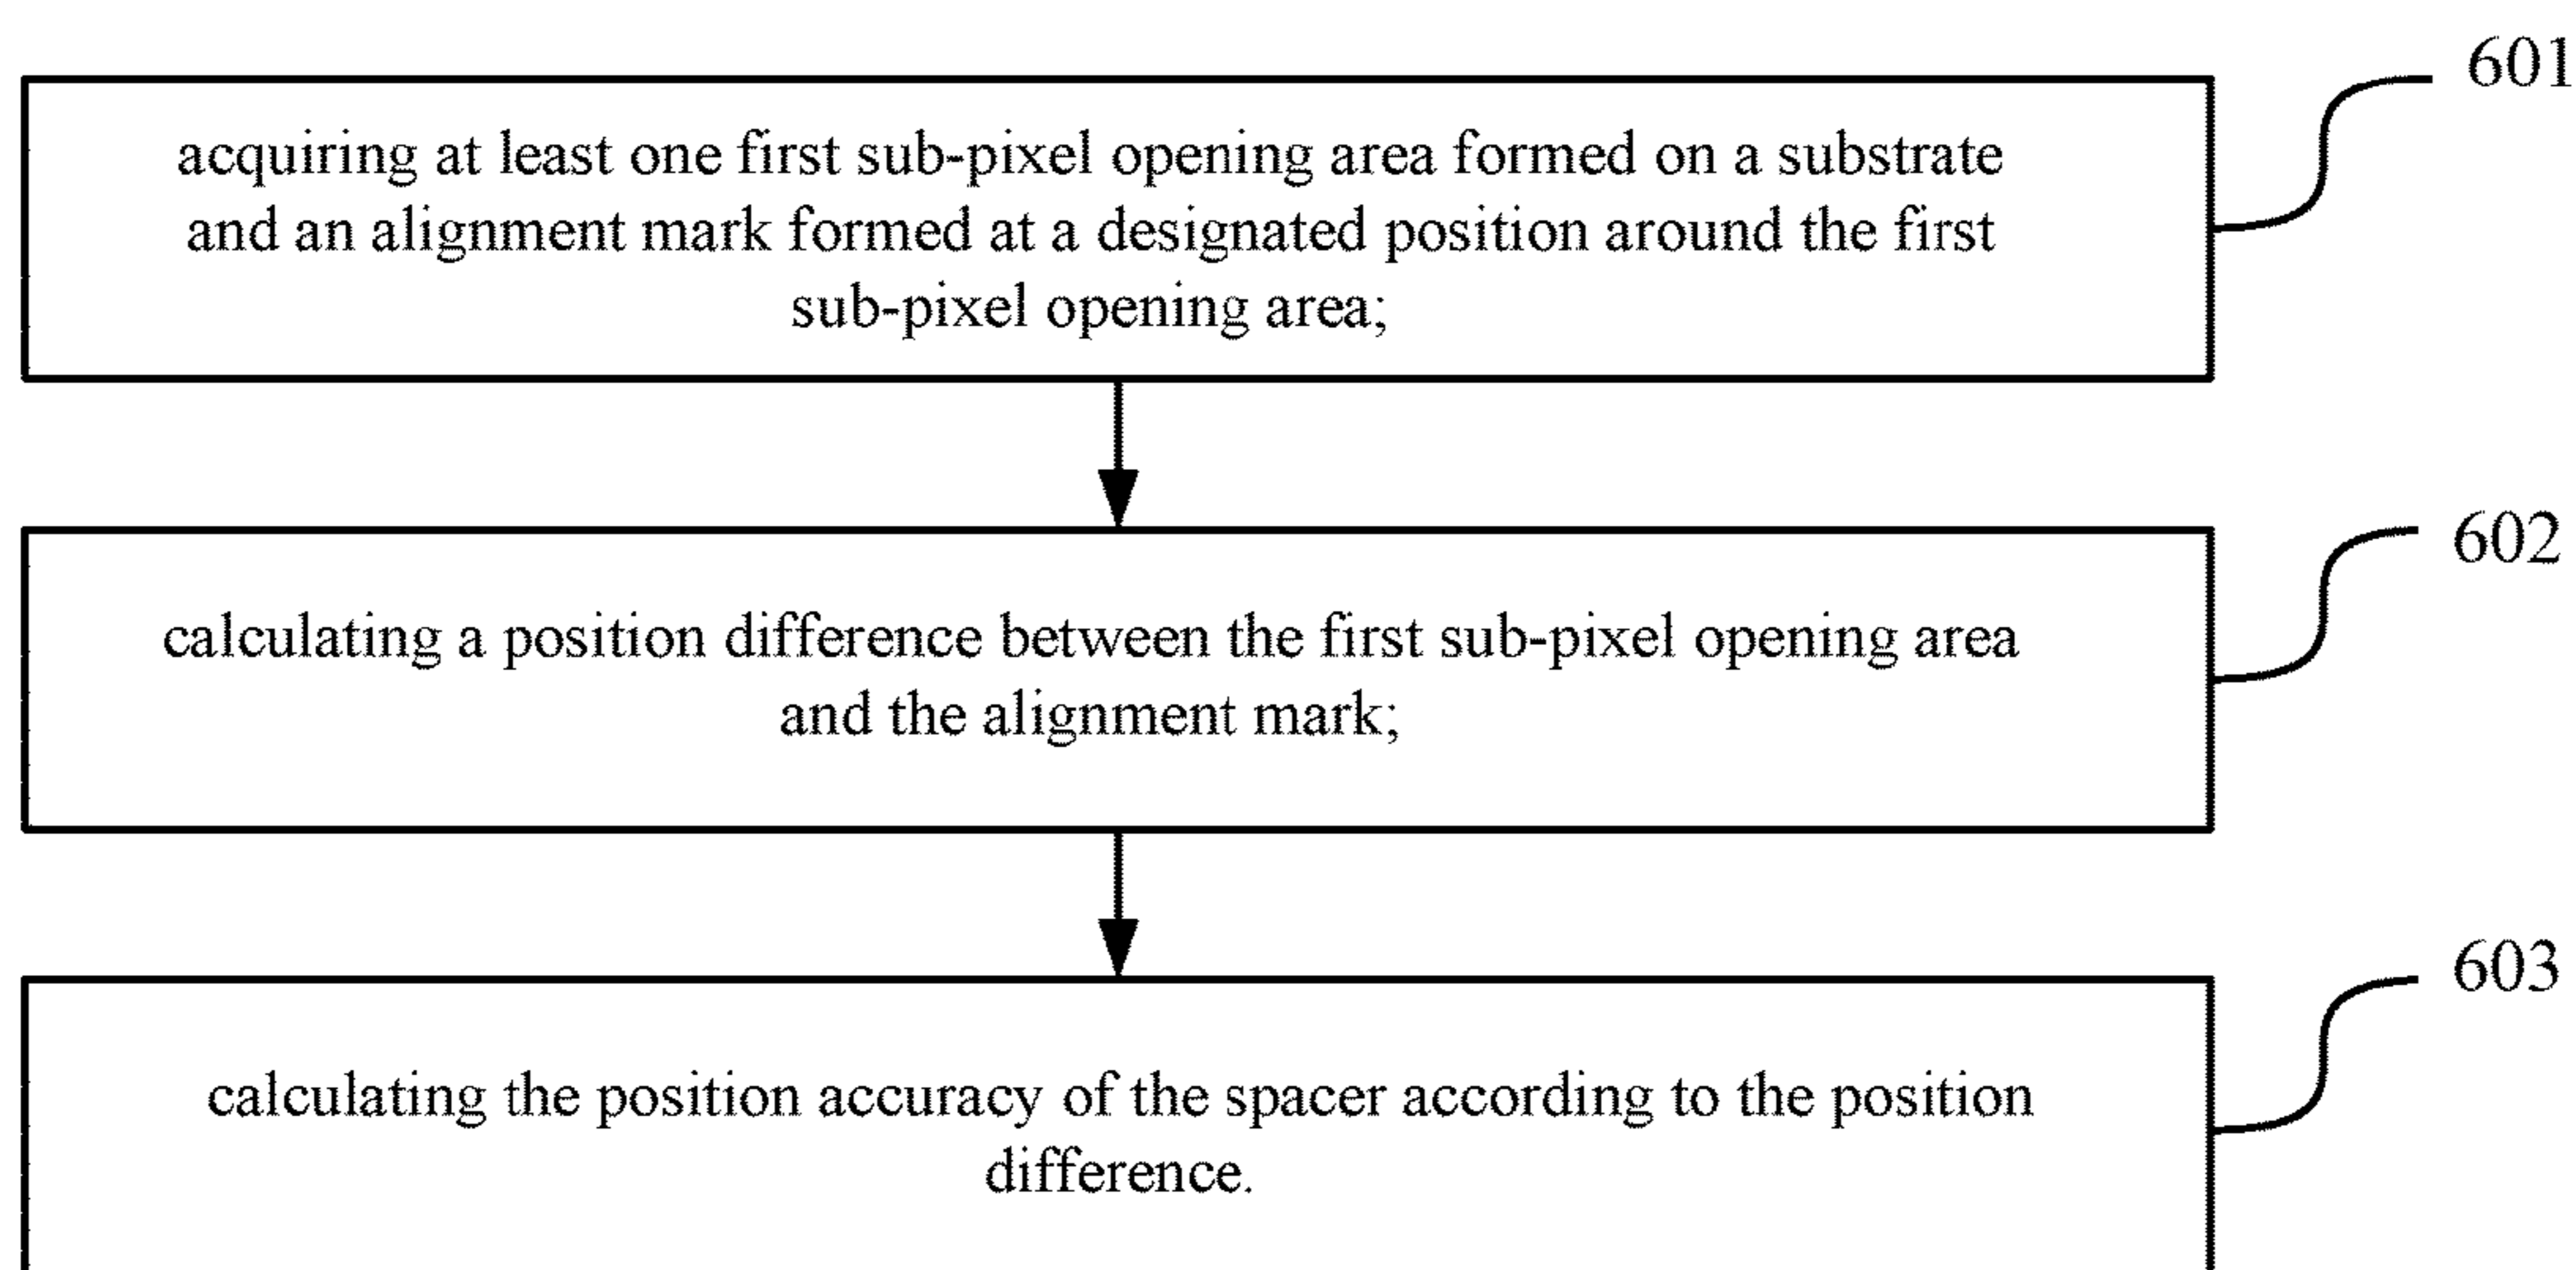 601
acquiring at least one first sub-pixel opening area formed on a substrate
and an alignment mark formed at a designated position around the first
sub-pixel opening area;
602
calculating a position difference between the first sub-pixel opening area
and the alignment mark;
603
calculating the position accuracy of the spacer according to the position
difference.